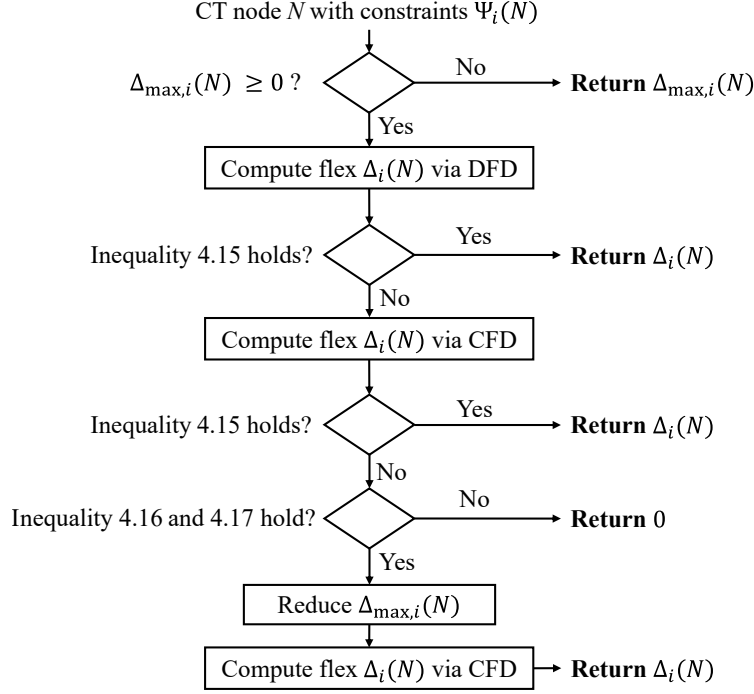 CT node N with constraints Ψᵢ(N)
Δmax,ᵢ(N) ≥ 0 ?
No
Return Δmax,ᵢ(N)
Yes
Compute flex Δᵢ(N) via DFD
Inequality 4.15 holds?
Yes
Return Δᵢ(N)
No
Compute flex Δᵢ(N) via CFD
Inequality 4.15 holds?
Yes
Return Δᵢ(N)
No
Inequality 4.16 and 4.17 hold?
No
Return 0
Yes
Reduce Δmax,ᵢ(N)
Compute flex Δᵢ(N) via CFD
Return Δᵢ(N)